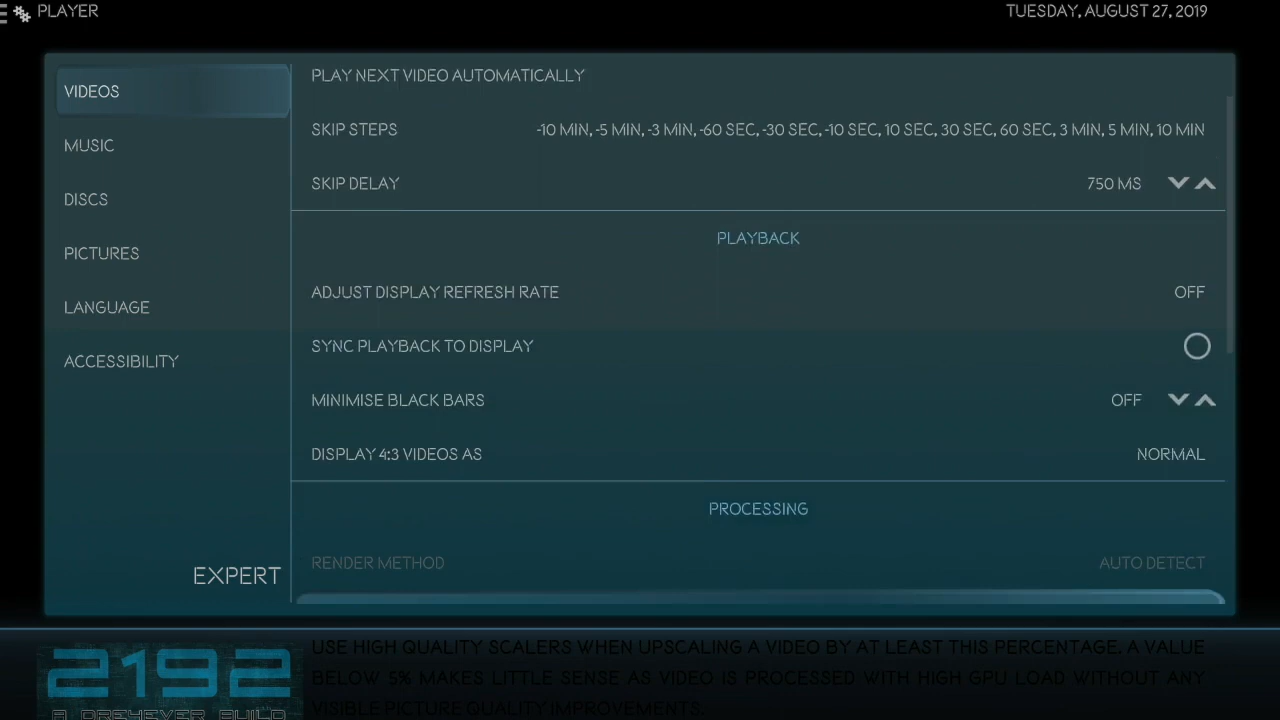 PLAYER
TUESDAY, AUGUST 27, 2019
VIDEOS
MUSIC
DISCS
PICTURES
LANGUAGE
ACCESSIBILITY
EXPERT
PLAY NEXT VIDEO AUTOMATICALLY
SKIP STEPS -10 MIN, -5 MIN, -3 MIN, -60 SEC, -30 SEC, -10 SEC, 10 SEC, 30 SEC, 60 SEC, 3 MIN, 5 MIN, 10 MIN
SKIP DELAY 750 MS
PLAYBACK
ADJUST DISPLAY REFRESH RATE OFF
SYNC PLAYBACK TO DISPLAY
MINIMISE BLACK BARS OFF
DISPLAY 4:3 VIDEOS AS NORMAL
PROCESSING
RENDER METHOD AUTO DETECT
2192
A DREHEYER BUILD
USE HIGH QUALITY SCALERS WHEN UPSCALING A VIDEO BY AT LEAST THIS PERCENTAGE. A VALUE
BELOW 5% MAKES LITTLE SENSE AS VIDEO IS PROCESSED WITH HIGH GPU LOAD WITHOUT ANY
VISIBLE PICTURE QUALITY IMPROVEMENTS.